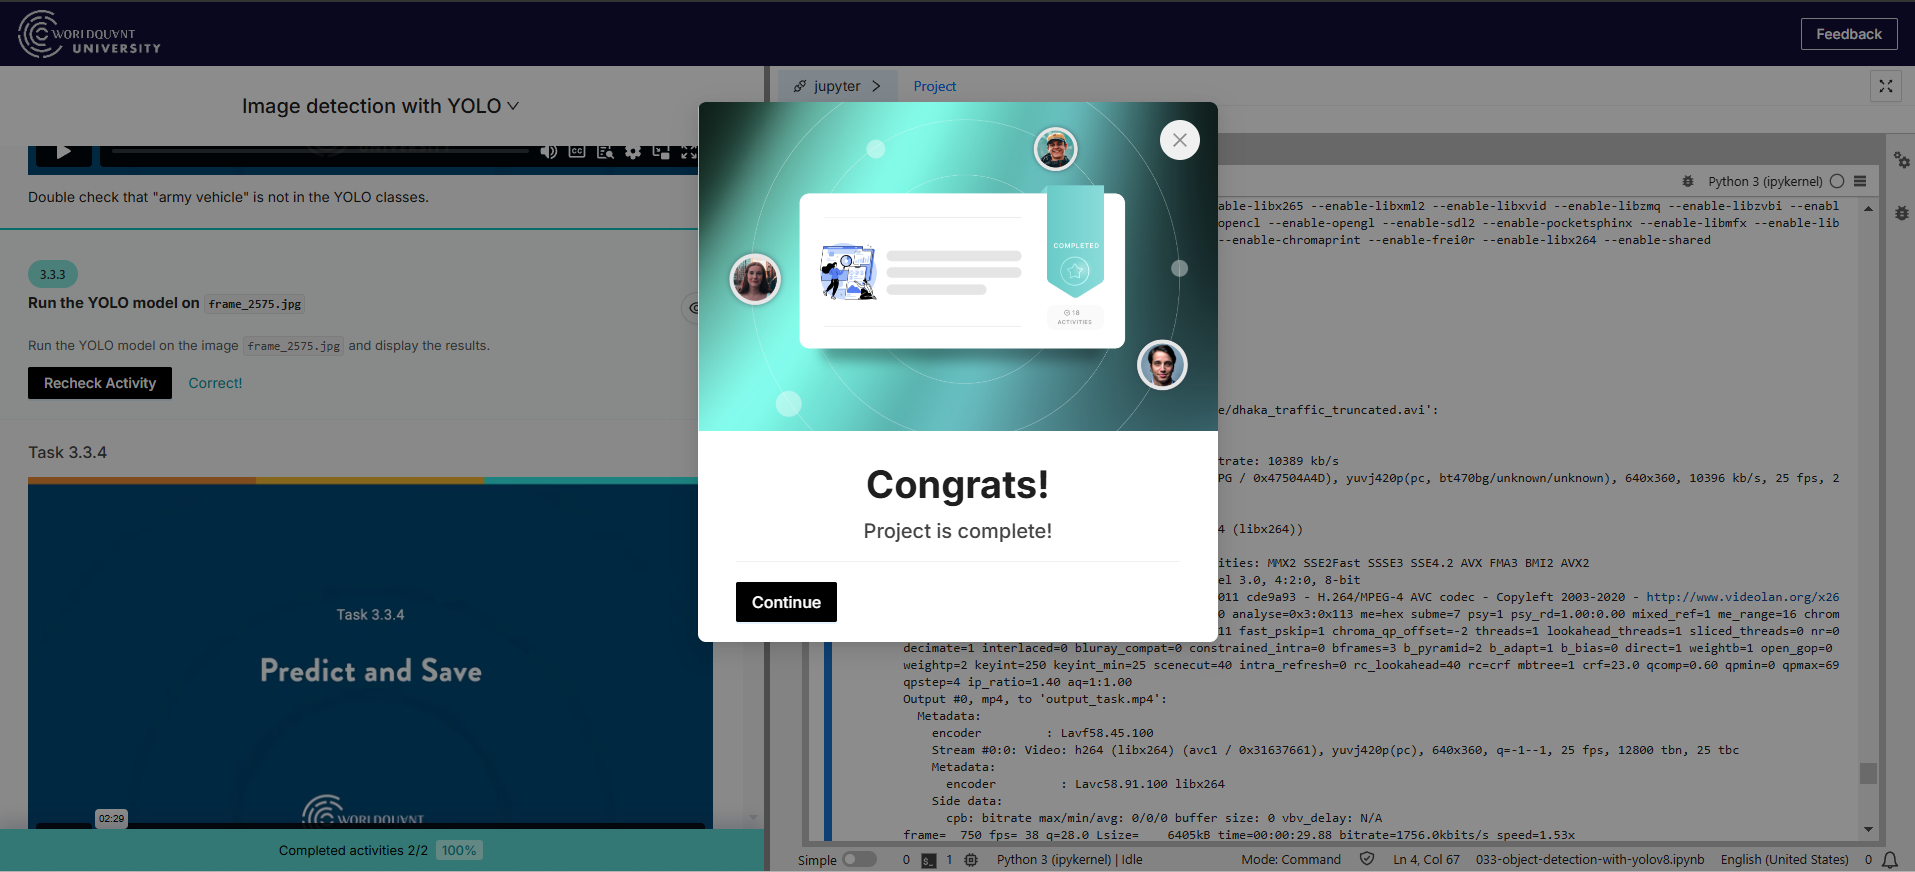 WORLDQUANT
UNIVERSITY
Feedback
Image detection with YOLO
jupyter
Project
CC
Double check that "army vehicle" is not in the YOLO classes.
3.3.3
Run the YOLO model on frame_2575.jpg
Run the YOLO model on the image frame_2575.jpg and display the results.
Recheck Activity Correct!
Task 3.3.4
Task 3.3.4
Predict and Save
WORLDQUANT
02:29
Completed activities 2/2 100%
COMPLETED
18
ACTIVITIES
Congrats!
Project is complete!
Continue
Python 3 (ipykernel)
able-libx265 --enable-libxml2 --enable-libxvid --enable-libzmq --enable-libzvbi --enabl
opencl --enable-opengl --enable-sdl2 --enable-pocketsphinx --enable-libmfx --enable-lib
--enable-chromaprint --enable-frei0r --enable-libx264 --enable-shared
e/dhaka_traffic_truncated.avi':
trate: 10389 kb/s
PG / 0x47504A4D), yuvj420p(pc, bt470bg/unknown/unknown), 640x360, 10396 kb/s, 25 fps, 2
4 (libx264))
ities: MMX2 SSE2Fast SSSE3 SSE4.2 AVX FMA3 BMI2 AVX2
el 3.0, 4:2:0, 8-bit
011 cde9a93 - H.264/MPEG-4 AVC codec - Copyleft 2003-2020 - http://www.videolan.org/x26
0 analyse=0x3:0x113 me=hex subme=7 psy=1 psy_rd=1.00:0.00 mixed_ref=1 me_range=16 chrom
11 fast_pskip=1 chroma_qp_offset=-2 threads=1 lookahead_threads=1 sliced_threads=0 nr=0
decimate=1 interlaced=0 bluray_compat=0 constrained_intra=0 bframes=3 b_pyramid=2 b_adapt=1 b_bias=0 direct=1 weightb=1 open_gop=0
weightp=2 keyint=250 keyint_min=25 scenecut=40 intra_refresh=0 rc_lookahead=40 rc=crf mbtree=1 crf=23.0 qcomp=0.60 qpmin=0 qpmax=69
qpstep=4 ip_ratio=1.40 aq=1:1.00
Output #0, mp4, to 'output_task.mp4':
Metadata:
encoder : Lavf58.45.100
Stream #0:0: Video: h264 (libx264) (avc1 / 0x31637661), yuvj420p(pc), 640x360, q=-1--1, 25 fps, 12800 tbn, 25 tbc
Metadata:
encoder : Lavc58.91.100 libx264
Side data:
cpb: bitrate max/min/avg: 0/0/0 buffer size: 0 vbv_delay: N/A
frame= 750 fps= 38 q=28.0 Lsize= 6405kB time=00:00:29.88 bitrate=1756.0kbits/s speed=1.53x
Simple 0 $_ 1 Python 3 (ipykernel) | Idle Mode: Command Ln 4, Col 67 033-object-detection-with-yolov8.ipynb English (United States) 0